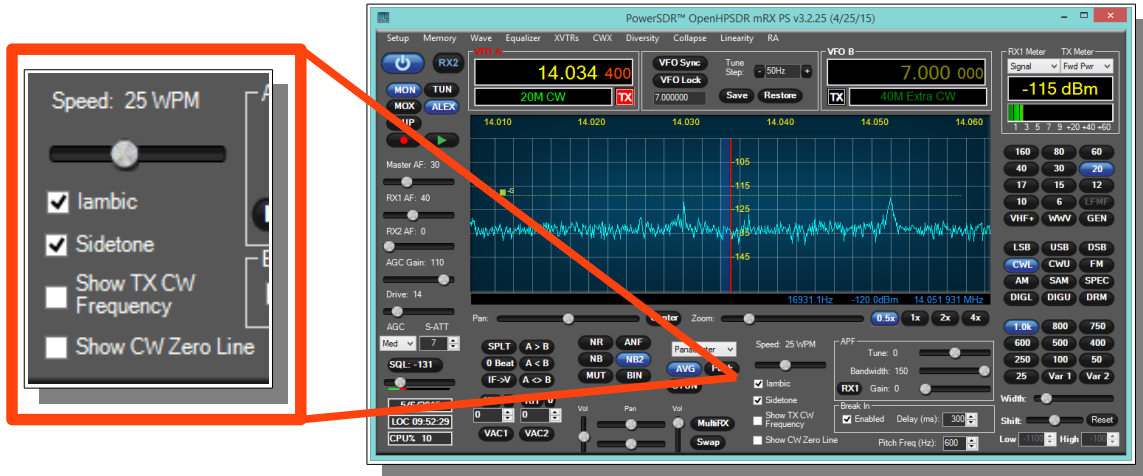 Speed: 25 WPM
Iambic
Sidetone
Show TX CW
Frequency
Show CW Zero Line
PowerSDR™ OpenHPSDR mRX PS v3.2.25 (4/25/15)
Setup Memory Wave Equalizer XVTRs CWX Diversity Collapse Linearity RA
RX2
MON TUN
MOX ALEX
VFO A
14.034 400
20M CW TX
VFO Sync
VFO Lock
Tune
Step: - 50Hz +
7.000000 Save Restore
VFO B
7.000 000
TX 40M Extra CW
RX1 Meter TX Meter
Signal Fwd Pwr
-115 dBm
1 3 5 7 9 +20 +40 +60
14.010 14.020 14.030 14.040 14.050 14.060
-105
-115
-125
-135
-145
-G
16931.1Hz -120.0dBm 14.051 931 MHz
Master AF: 30
RX1 AF: 40
RX2 AF: 0
AGC Gain: 110
Drive: 14
AGC S-ATT
Med 7
SQL: -131
LOC 09:52:29
CPU% 10
Pan:
Zoom: 0.5x 1x 2x 4x
SPLT A > B
0 Beat A < B
IF->V A <> B
0 0
VAC1 VAC2
NR ANF
NB NB2
MUT BIN
AVG
Vol Pan Vol
MultiRX
Swap
Speed: 25 WPM
Iambic
Sidetone
Show TX CW
Frequency
Show CW Zero Line
APF
Tune: 0
Bandwidth: 150
RX1 Gain: 0
Break In
Enabled Delay (ms): 300
Pitch Freq (Hz): 600
160 80 60
40 30 20
17 15 12
10 6 LFMF
VHF+ WWV GEN
LSB USB DSB
CWL CWU FM
AM SAM SPEC
DIGL DIGU DRM
1.0k 800 750
600 500 400
250 100 50
25 Var 1 Var 2
Width:
Shift: Reset
Low -1100 High -100